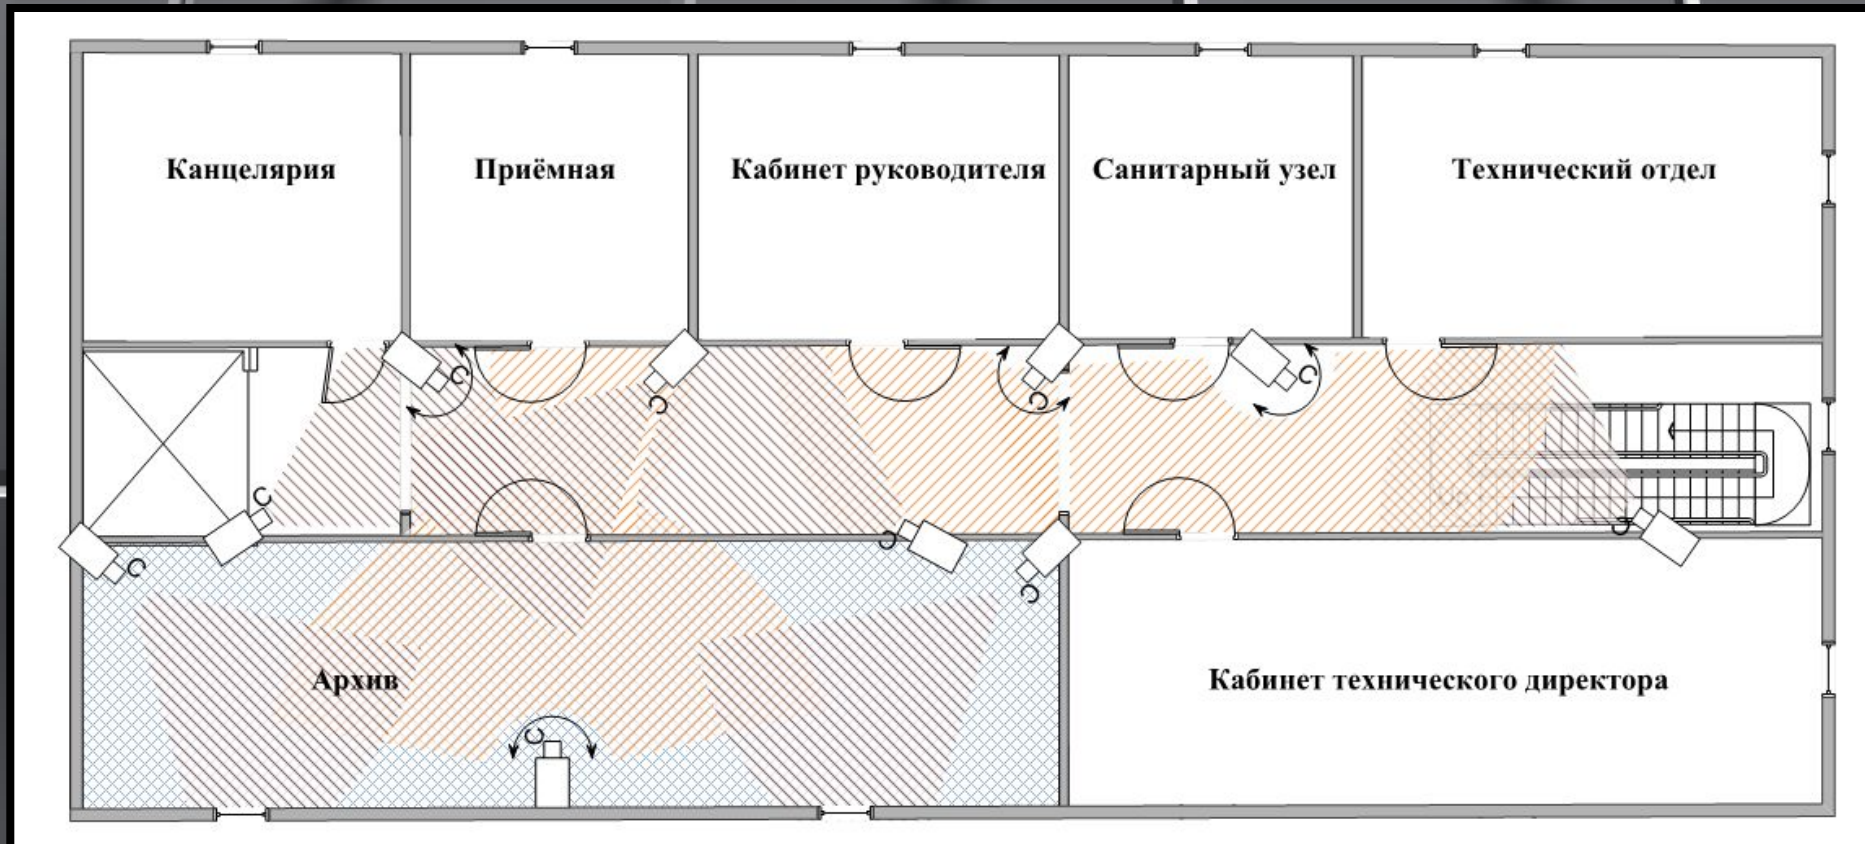 Канцелярия
Приёмная
Кабинет руководителя
Санитарный узел
Технический отдел
Архив
Кабинет технического директора